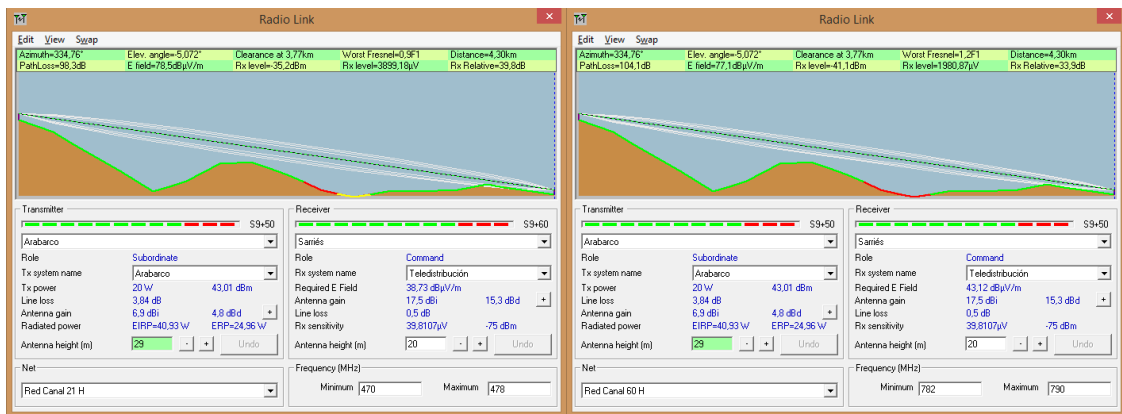 Radio Link
Edit View Swap
Azimuth=334,76° Elev. angle=-5,072° Clearance at 3,77km Worst Fresnel=0,9F1 Distance=4,30km
PathLoss=98,3dB E field=78,5dBµV/m Rx level=-35,2dBm Rx level=3899,18µV Rx Relative=39,8dB
Transmitter
S9+50
Arabarco
Role Subordinate
Tx system name Arabarco
Tx power 20 W 43,01 dBm
Line loss 3,84 dB
Antenna gain 6,9 dBi 4,8 dBd +
Radiated power EIRP=40,93 W ERP=24,96 W
Antenna height (m) 29 - + Undo
Receiver
S9+60
Sarriés
Role Command
Rx system name Teledistribución
Required E Field 38,73 dBµV/m
Antenna gain 17,5 dBi 15,3 dBd +
Line loss 0,5 dB
Rx sensitivity 39,8107µV -75 dBm
Antenna height (m) 20 - + Undo
Net
Red Canal 21 H
Frequency (MHz)
Minimum 470 Maximum 478
Radio Link
Edit View Swap
Azimuth=334,76° Elev. angle=-5,072° Clearance at 3,77km Worst Fresnel=1,2F1 Distance=4,30km
PathLoss=104,1dB E field=77,1dBµV/m Rx level=-41,1dBm Rx level=1980,87µV Rx Relative=33,9dB
Transmitter
S9+50
Arabarco
Role Subordinate
Tx system name Arabarco
Tx power 20 W 43,01 dBm
Line loss 3,84 dB
Antenna gain 6,9 dBi 4,8 dBd +
Radiated power EIRP=40,93 W ERP=24,96 W
Antenna height (m) 29 - + Undo
Receiver
S9+50
Sarriés
Role Command
Rx system name Teledistribución
Required E Field 43,12 dBµV/m
Antenna gain 17,5 dBi 15,3 dBd +
Line loss 0,5 dB
Rx sensitivity 39,8107µV -75 dBm
Antenna height (m) 20 - + Undo
Net
Red Canal 60 H
Frequency (MHz)
Minimum 782 Maximum 790